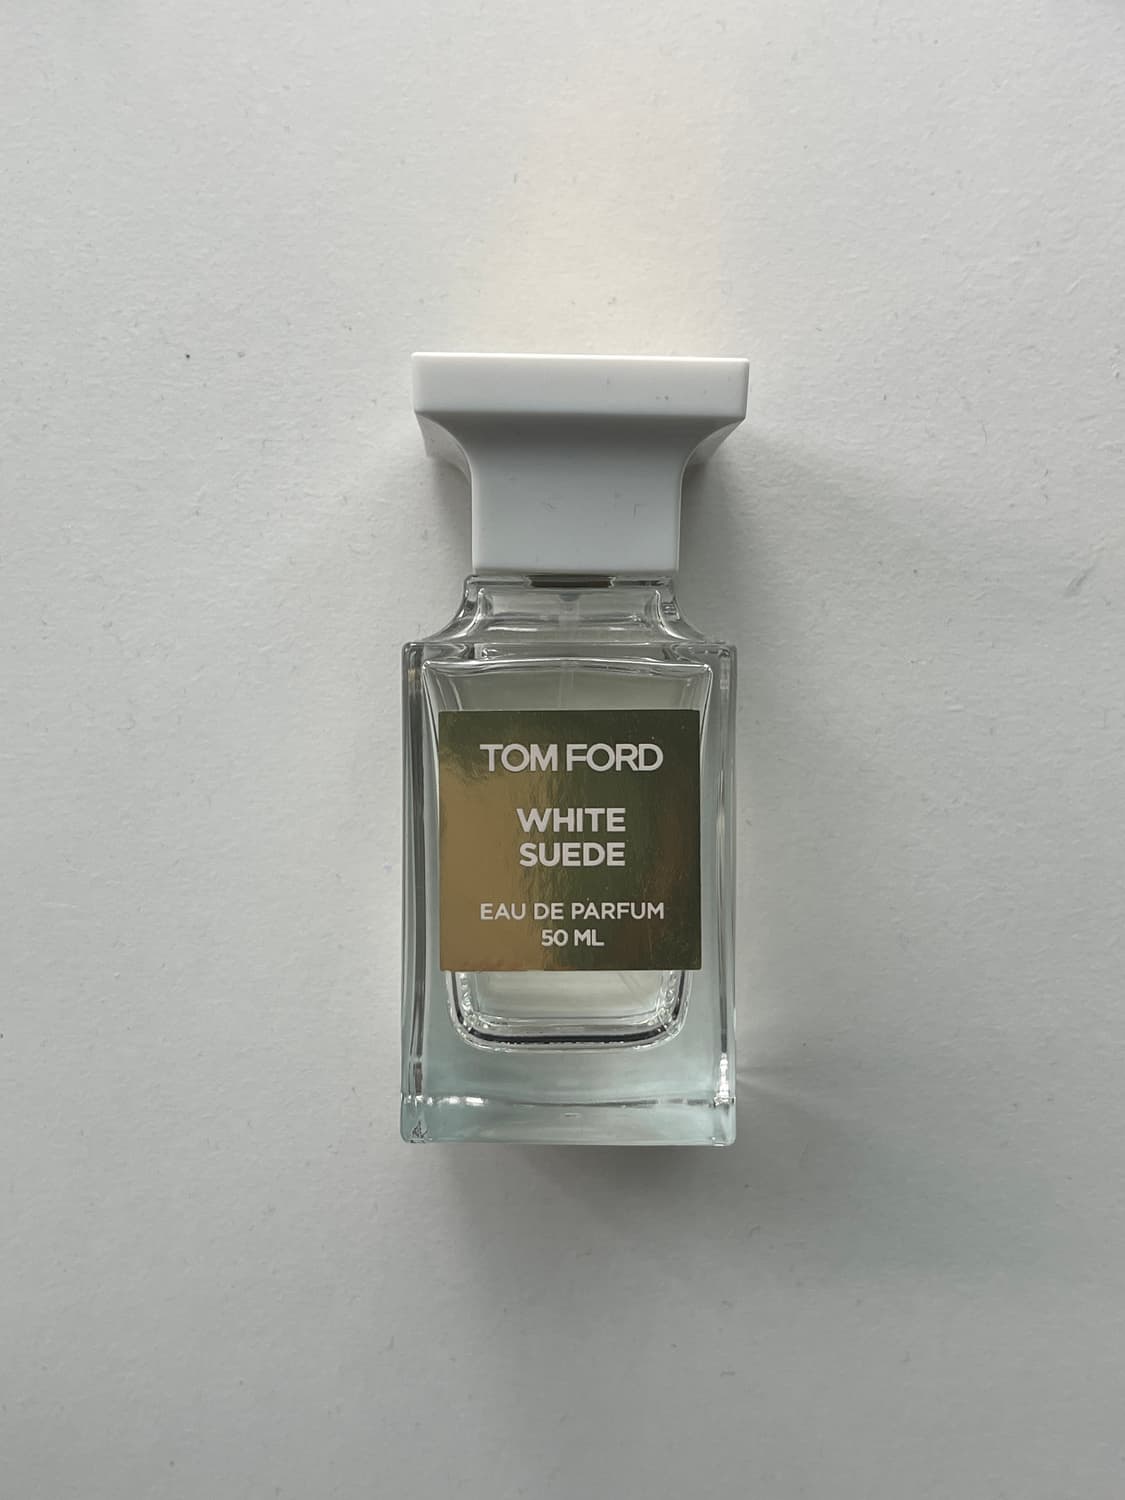 TOM FORD
WHITE
SUEDE
EAU DE PARFUM
50 ML